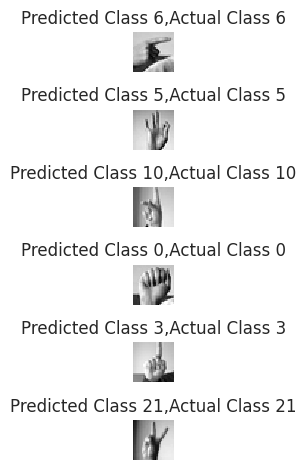 Predicted Class 6,Actual Class 6
Predicted Class 5,Actual Class 5
Predicted Class 10,Actual Class 10
Predicted Class 0,Actual Class 0
Predicted Class 3,Actual Class 3
Predicted Class 21,Actual Class 21